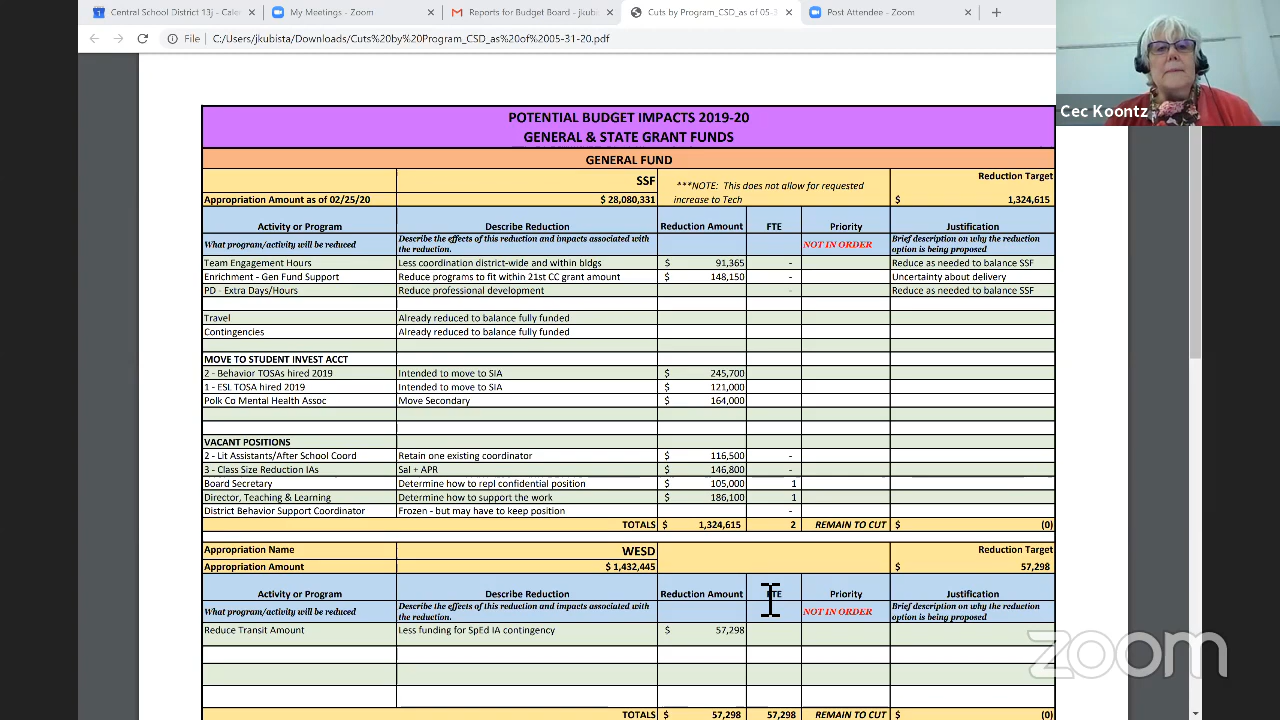 Central School District 13j - Cale
My Meetings - Zoom
Reports for Budget Board - jkubis
Cuts by Program_CSD_as of 05-3
Post Attendee - Zoom
File C:/Users/jkubista/Downloads/Cuts%20by%20Program_CSD_as%20of%2005-31-20.pdf
Cec Koontz
POTENTIAL BUDGET IMPACTS 2019-20
GENERAL & STATE GRANT FUNDS
GENERAL FUND
SSF ***NOTE: This does not allow for requested increase to Tech Reduction Target
Appropriation Amount as of 02/25/20 $ 28,080,331 $ 1,324,615
Activity or Program Describe Reduction Reduction Amount FTE Priority Justification
What program/activity will be reduced Describe the effects of this reduction and impacts associated with the reduction. NOT IN ORDER Brief description on why the reduction option is being proposed
Team Engagement Hours Less coordination district-wide and within bldgs $ 91,365 - Reduce as needed to balance SSF
Enrichment - Gen Fund Support Reduce programs to fit within 21st CC grant amount $ 148,150 - Uncertainty about delivery
PD - Extra Days/Hours Reduce professional development - Reduce as needed to balance SSF
Travel Already reduced to balance fully funded
Contingencies Already reduced to balance fully funded
MOVE TO STUDENT INVEST ACCT
2 - Behavior TOSAs hired 2019 Intended to move to SIA $ 245,700
1 - ESL TOSA hired 2019 Intended to move to SIA $ 121,000
Polk Co Mental Health Assoc Move Secondary $ 164,000
VACANT POSITIONS
2 - Lit Assistants/After School Coord Retain one existing coordinator $ 116,500 -
3 - Class Size Reduction IAs Sal + APR $ 146,800 -
Board Secretary Determine how to repl confidential position $ 105,000 1
Director, Teaching & Learning Determine how to support the work $ 186,100 1
District Behavior Support Coordinator Frozen - but may have to keep position -
TOTALS $ 1,324,615 2 REMAIN TO CUT $ (0)
Appropriation Name WESD Reduction Target
Appropriation Amount $ 1,432,445 $ 57,298
Activity or Program Describe Reduction Reduction Amount FTE Priority Justification
What program/activity will be reduced Describe the effects of this reduction and impacts associated with the reduction. NOT IN ORDER Brief description on why the reduction option is being proposed
Reduce Transit Amount Less funding for SpEd IA contingency $ 57,298
TOTALS $ 57,298 57,298 REMAIN TO CUT $ (0)
zoom